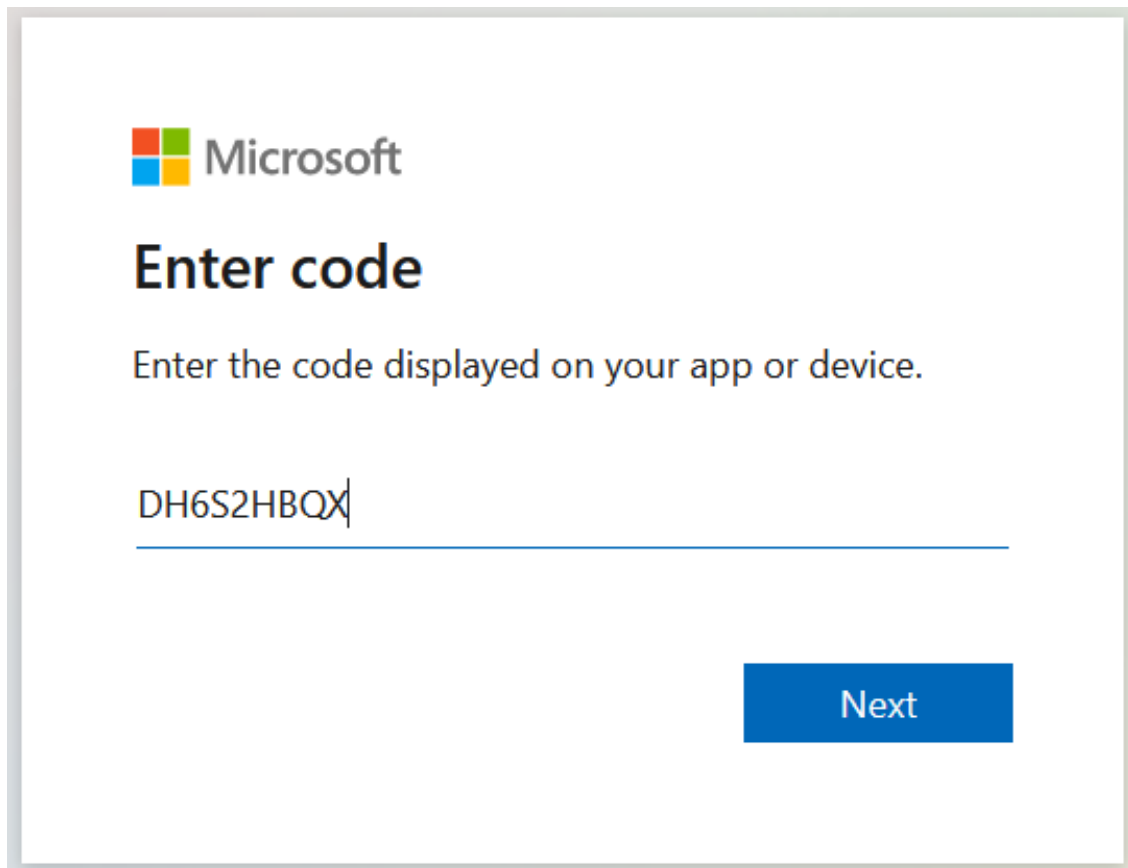 Microsoft
Enter code
Enter the code displayed on your app or device.
DH6S2HBQX
Next